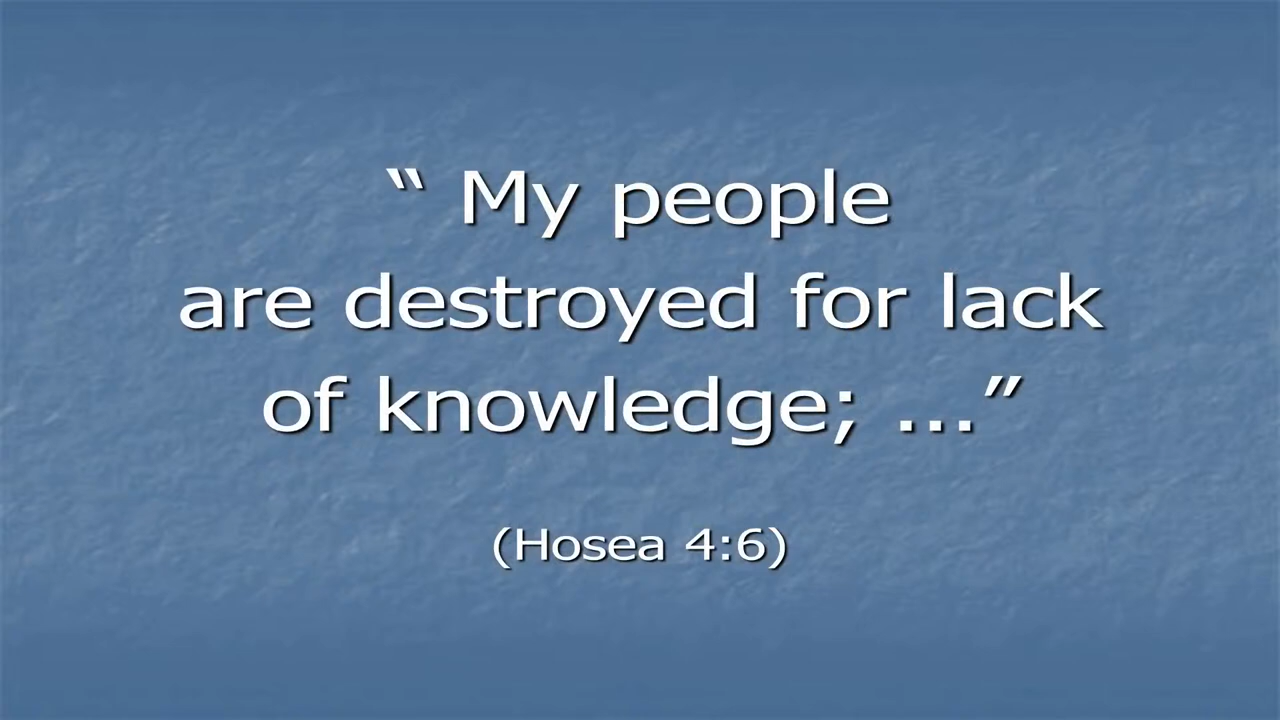 “ My people
are destroyed for lack
of knowledge; ...”
(Hosea 4:6)